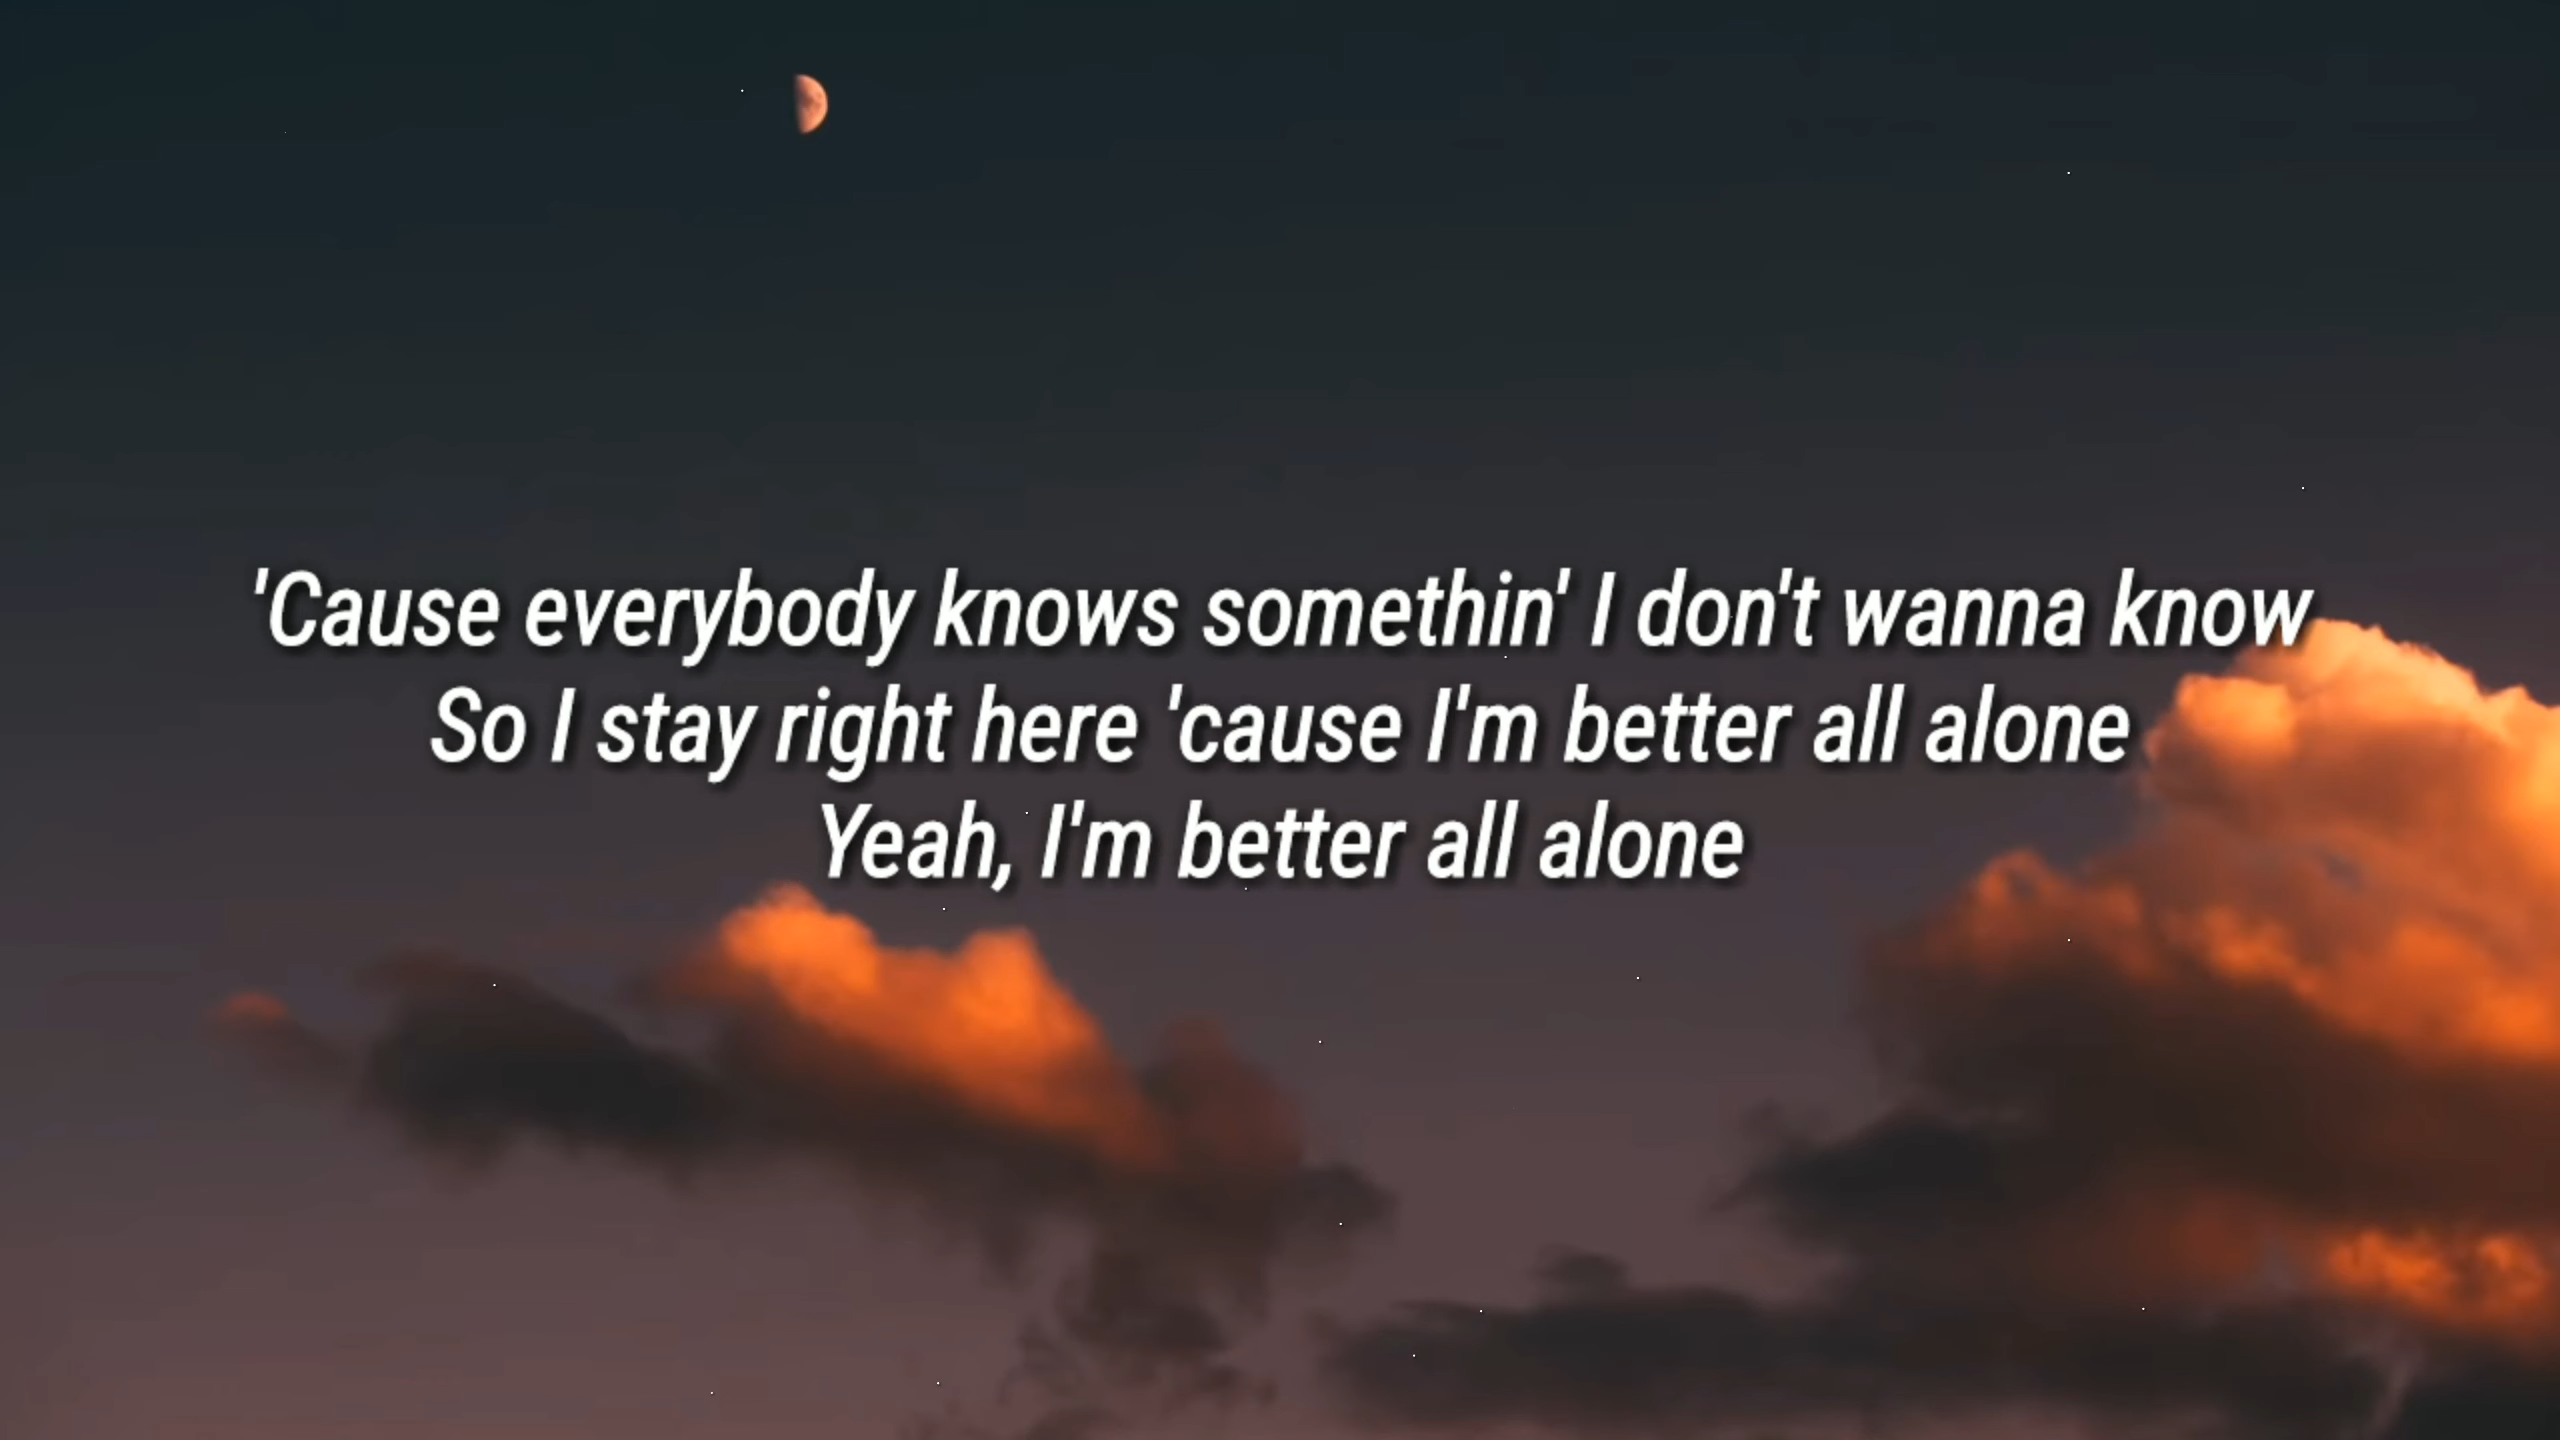 'Cause everybody knows somethin' I don't wanna know
So I stay right here 'cause I'm better all alone
Yeah, I'm better all alone